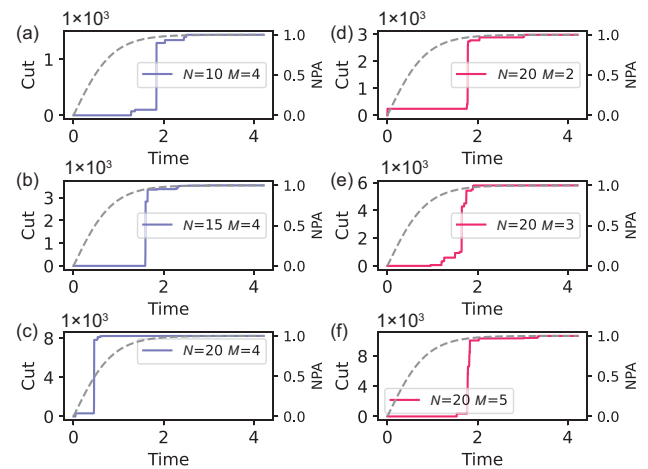 (a)
1×10³
Cut
1
0
N=10 M=4
1.0
0.5
0.0
NPA
0
2
4
Time
(d)
1×10³
Cut
3
2
1
0
N=20 M=2
1.0
0.5
0.0
NPA
0
2
4
Time
(b)
1×10³
Cut
3
2
1
0
N=15 M=4
1.0
0.5
0.0
NPA
0
2
4
Time
(e)
1×10³
Cut
6
4
2
0
N=20 M=3
1.0
0.5
0.0
NPA
0
2
4
Time
(c)
1×10³
Cut
8
4
0
N=20 M=4
1.0
0.5
0.0
NPA
0
2
4
Time
(f)
1×10³
Cut
8
4
0
N=20 M=5
1.0
0.5
0.0
NPA
0
2
4
Time